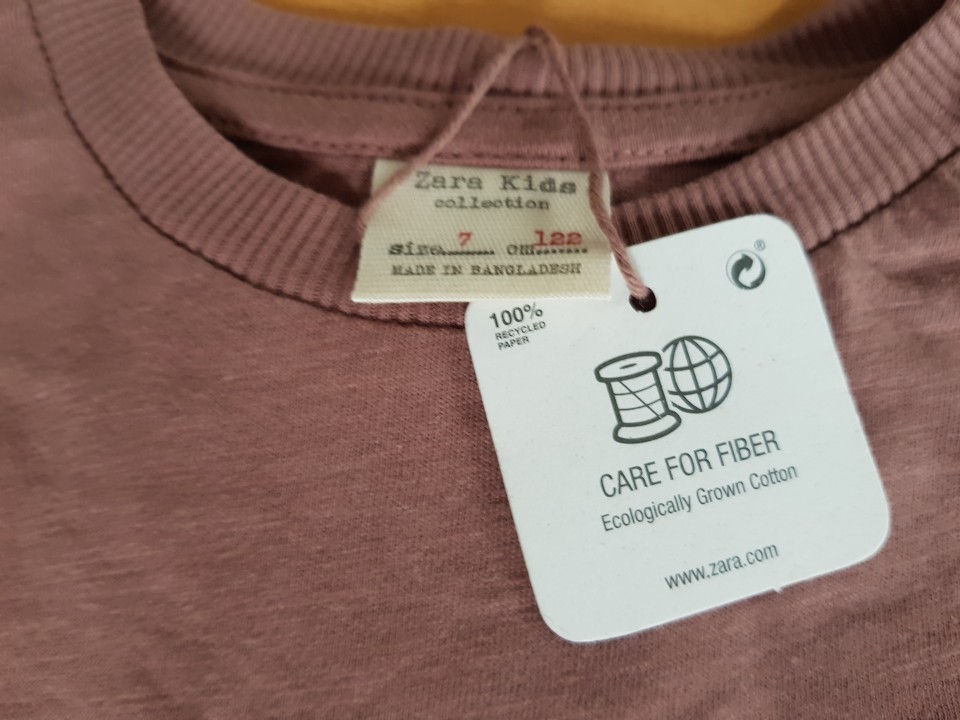 Zara Kids
collection
size 7 cm 122
MADE IN BANGLADESH
100%
RECYCLED
PAPER
®
CARE FOR FIBER
Ecologically Grown Cotton
www.zara.com